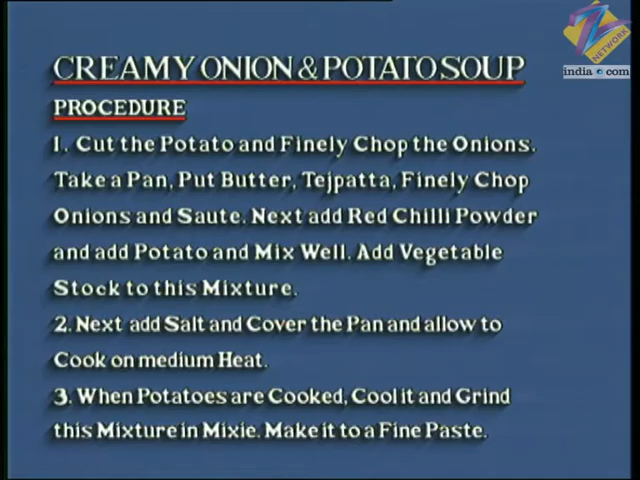 Z NETWORK
india.com
CREAMY ONION & POTATO SOUP
PROCEDURE
1. Cut the Potato and Finely Chop the Onions.
Take a Pan, Put Butter, Tejpatta, Finely Chop
Onions and Saute. Next add Red Chilli Powder
and add Potato and Mix Well. Add Vegetable
Stock to this Mixture.
2. Next add Salt and Cover the Pan and allow to
Cook on medium Heat.
3. When Potatoes are Cooked, Cool it and Grind
this Mixture in Mixie. Make it to a Fine Paste.